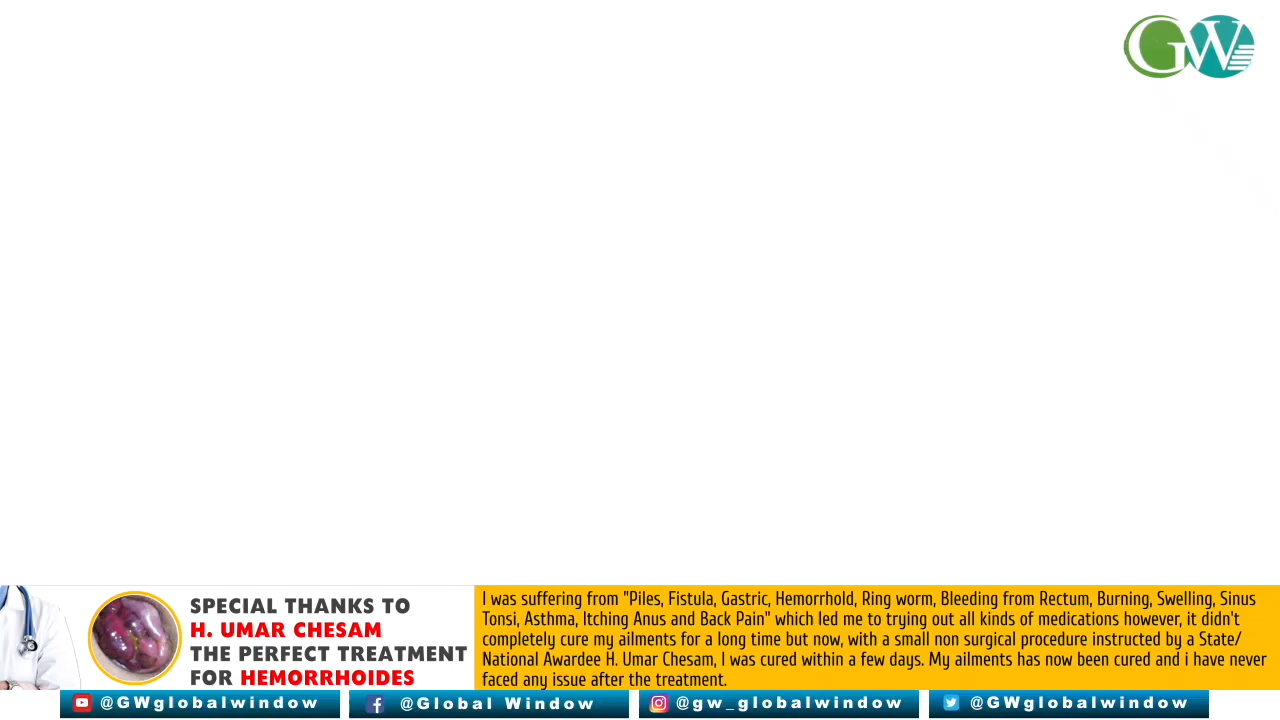 GW
SPECIAL THANKS TO
H. UMAR CHESAM
THE PERFECT TREATMENT
FOR HEMORRHOIDES
I was suffering from "Piles, Fistula, Gastric, Hemorrhold, Ring worm, Bleeding from Rectum, Burning, Swelling, Sinus
Tonsi, Asthma, Itching Anus and Back Pain" which led me to trying out all kinds of medications however, it didn't
completely cure my ailments for a long time but now, with a small non surgical procedure instructed by a State/
National Awardee H. Umar Chesam, I was cured within a few days. My ailments has now been cured and i have never
faced any issue after the treatment.
@GWglobalwindow
@Global Window
@gw_globalwindow
@GWglobalwindow